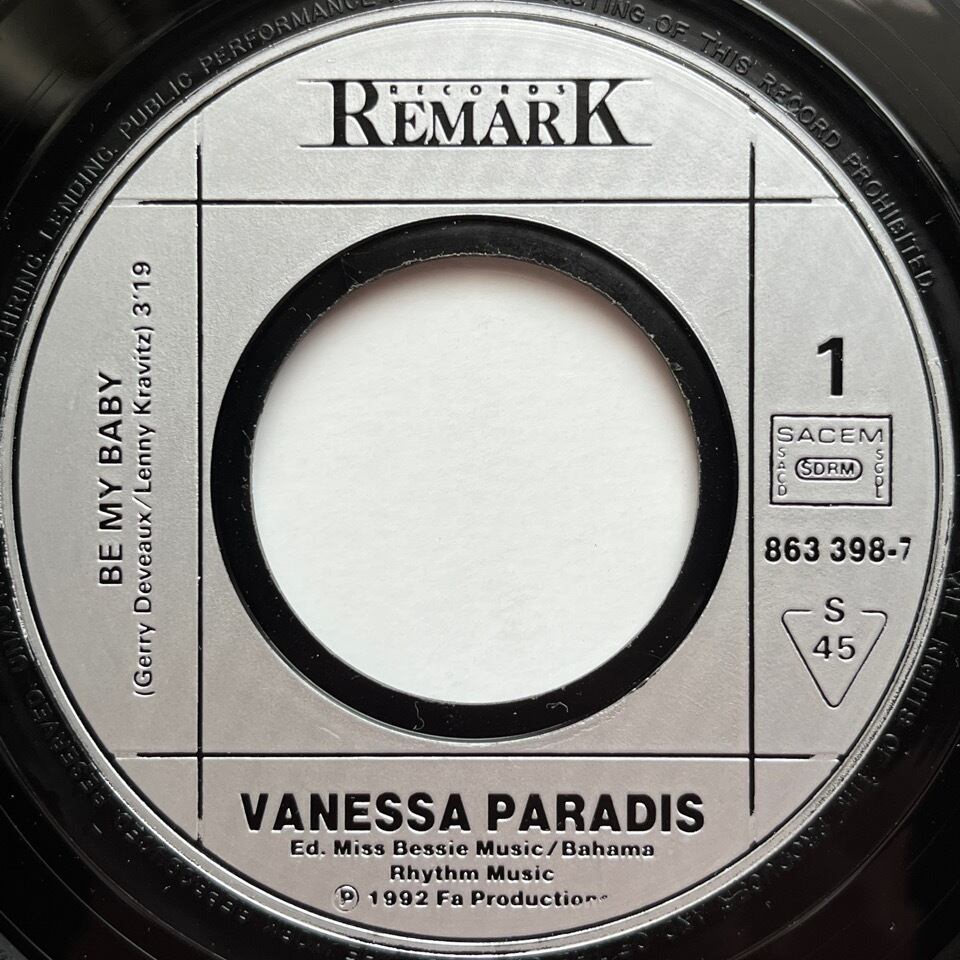 RECORDS
REMARK
BE MY BABY
(Gerry Deveaux/Lenny Kravitz) 3'19
1
SACEM
SACD
SDRM
SGDL
863 398-7
S
45
VANESSA PARADIS
Ed. Miss Bessie Music/Bahama
Rhythm Music
℗ 1992 Fa Productions
HIRING. LENDING. PUBLIC PERFORMANCE
OF THIS RECORD PROHIBITED.
ALL RIGHTS